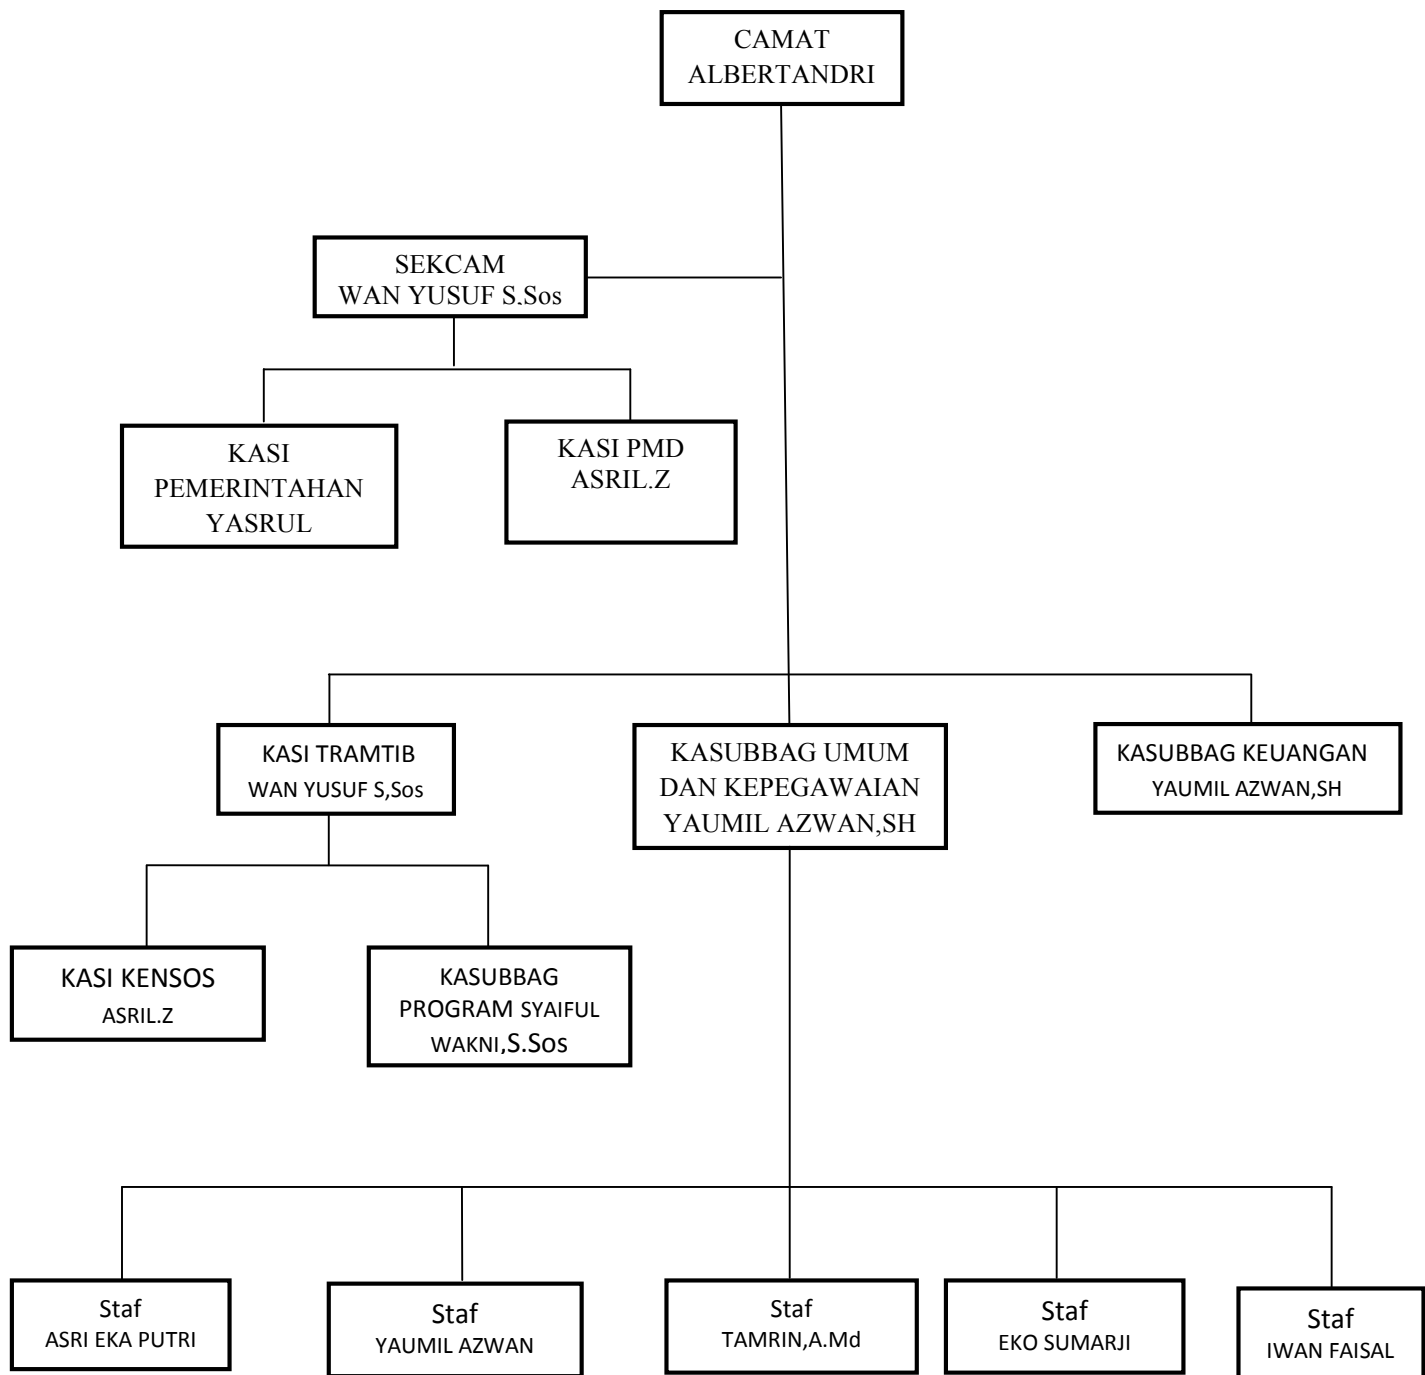 CAMAT
ALBERTANDRI
SEKCAM
WAN YUSUF S,Sos
KASI
PEMERINTAHAN
YASRUL
KASI PMD
ASRIL.Z
KASI TRAMTIB
WAN YUSUF S,Sos
KASUBBAG UMUM
DAN KEPEGAWAIAN
YAUMIL AZWAN,SH
KASUBBAG KEUANGAN
YAUMIL AZWAN,SH
KASI KENSOS
ASRIL.Z
KASUBBAG
PROGRAM SYAIFUL
WAKNI,S.Sos
Staf
ASRI EKA PUTRI
Staf
YAUMIL AZWAN
Staf
TAMRIN,A.Md
Staf
EKO SUMARJI
Staf
IWAN FAISAL